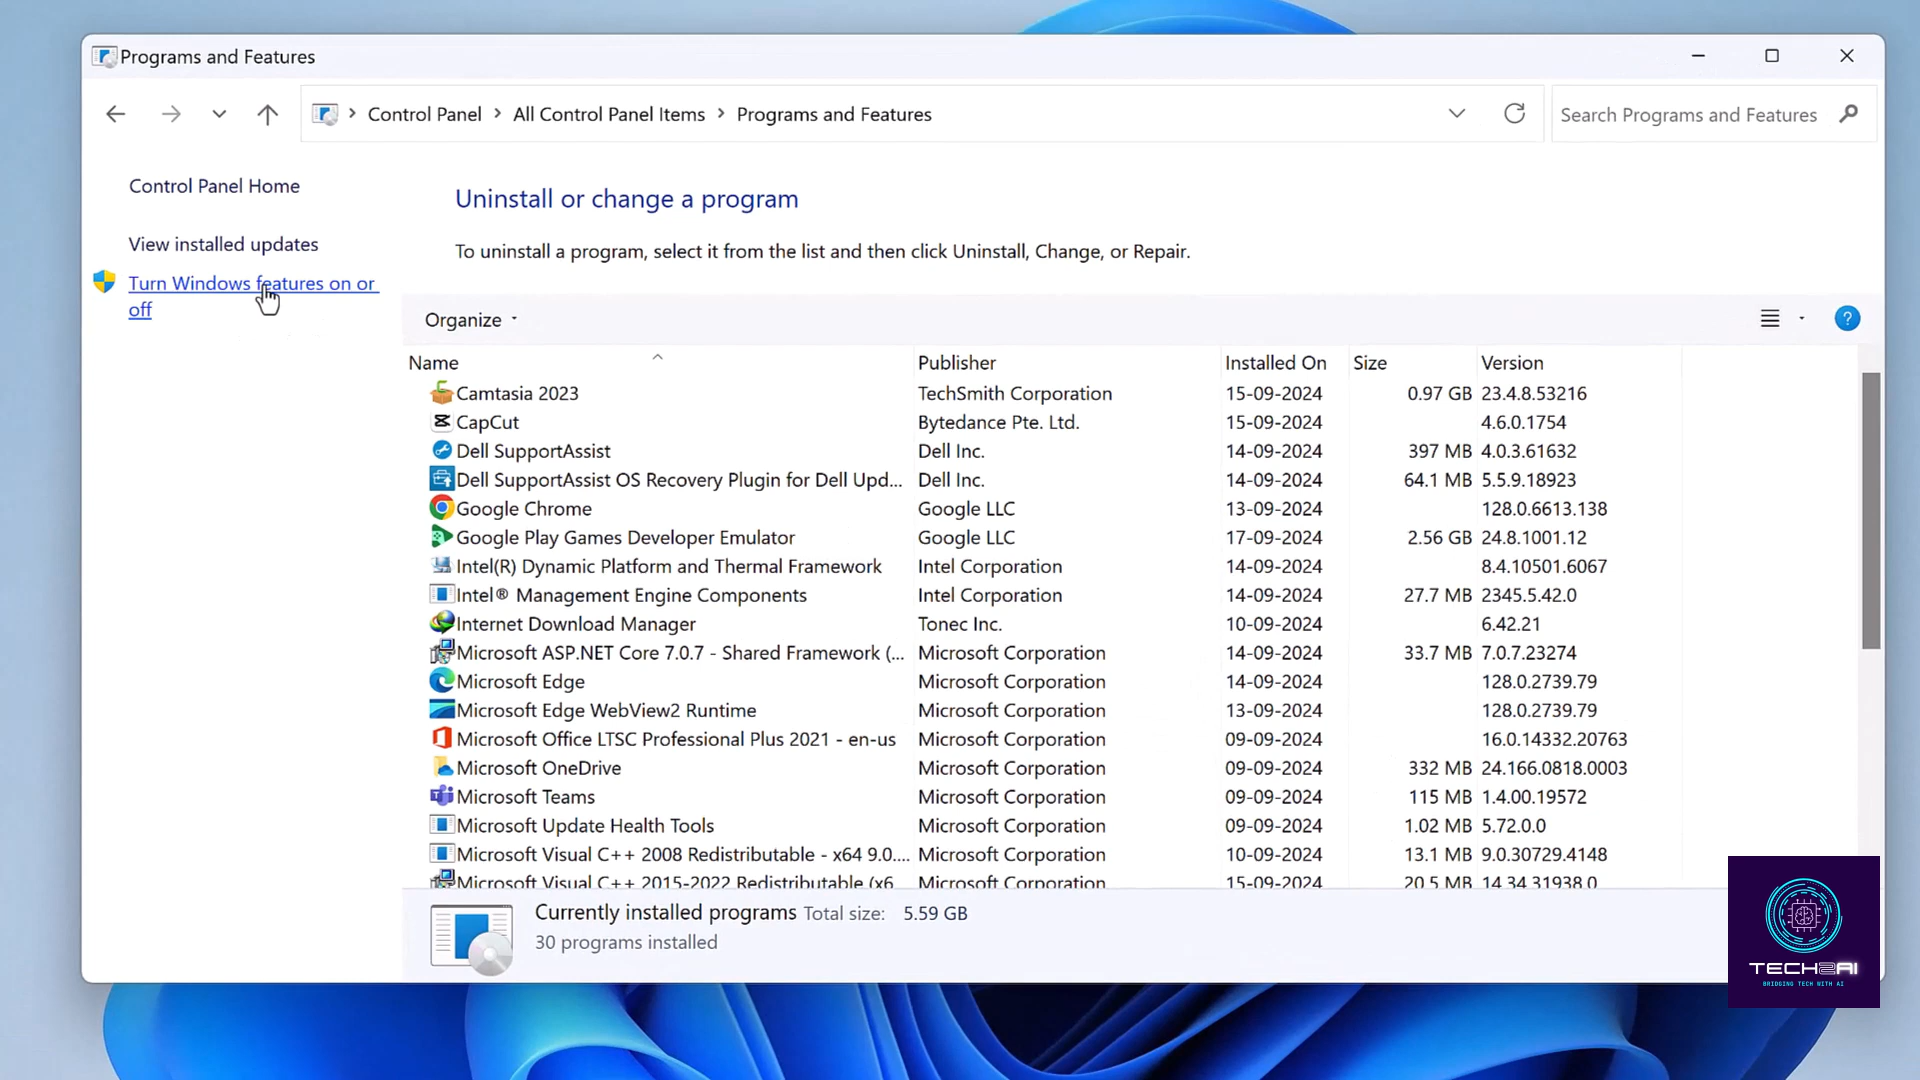 Programs and Features
Control Panel > All Control Panel Items > Programs and Features
Search Programs and Features
Control Panel Home
View installed updates
Turn Windows features on or
off
Uninstall or change a program
To uninstall a program, select it from the list and then click Uninstall, Change, or Repair.
Organize
Name Publisher Installed On Size Version
Camtasia 2023 TechSmith Corporation 15-09-2024 0.97 GB 23.4.8.53216
CapCut Bytedance Pte. Ltd. 15-09-2024 4.6.0.1754
Dell SupportAssist Dell Inc. 14-09-2024 397 MB 4.0.3.61632
Dell SupportAssist OS Recovery Plugin for Dell Upd... Dell Inc. 14-09-2024 64.1 MB 5.5.9.18923
Google Chrome Google LLC 13-09-2024 128.0.6613.138
Google Play Games Developer Emulator Google LLC 17-09-2024 2.56 GB 24.8.1001.12
Intel(R) Dynamic Platform and Thermal Framework Intel Corporation 14-09-2024 8.4.10501.6067
Intel® Management Engine Components Intel Corporation 14-09-2024 27.7 MB 2345.5.42.0
Internet Download Manager Tonec Inc. 10-09-2024 6.42.21
Microsoft ASP.NET Core 7.0.7 - Shared Framework (... Microsoft Corporation 14-09-2024 33.7 MB 7.0.7.23274
Microsoft Edge Microsoft Corporation 14-09-2024 128.0.2739.79
Microsoft Edge WebView2 Runtime Microsoft Corporation 13-09-2024 128.0.2739.79
Microsoft Office LTSC Professional Plus 2021 - en-us Microsoft Corporation 09-09-2024 16.0.14332.20763
Microsoft OneDrive Microsoft Corporation 09-09-2024 332 MB 24.166.0818.0003
Microsoft Teams Microsoft Corporation 09-09-2024 115 MB 1.4.00.19572
Microsoft Update Health Tools Microsoft Corporation 09-09-2024 1.02 MB 5.72.0.0
Microsoft Visual C++ 2008 Redistributable - x64 9.0.... Microsoft Corporation 10-09-2024 13.1 MB 9.0.30729.4148
Microsoft Visual C++ 2015-2022 Redistributable (x6 Microsoft Corporation 15-09-2024 20.5 MB 14.34.31938.0
Currently installed programs Total size: 5.59 GB
30 programs installed
TECH2AI
BRIDGING TECH WITH AI